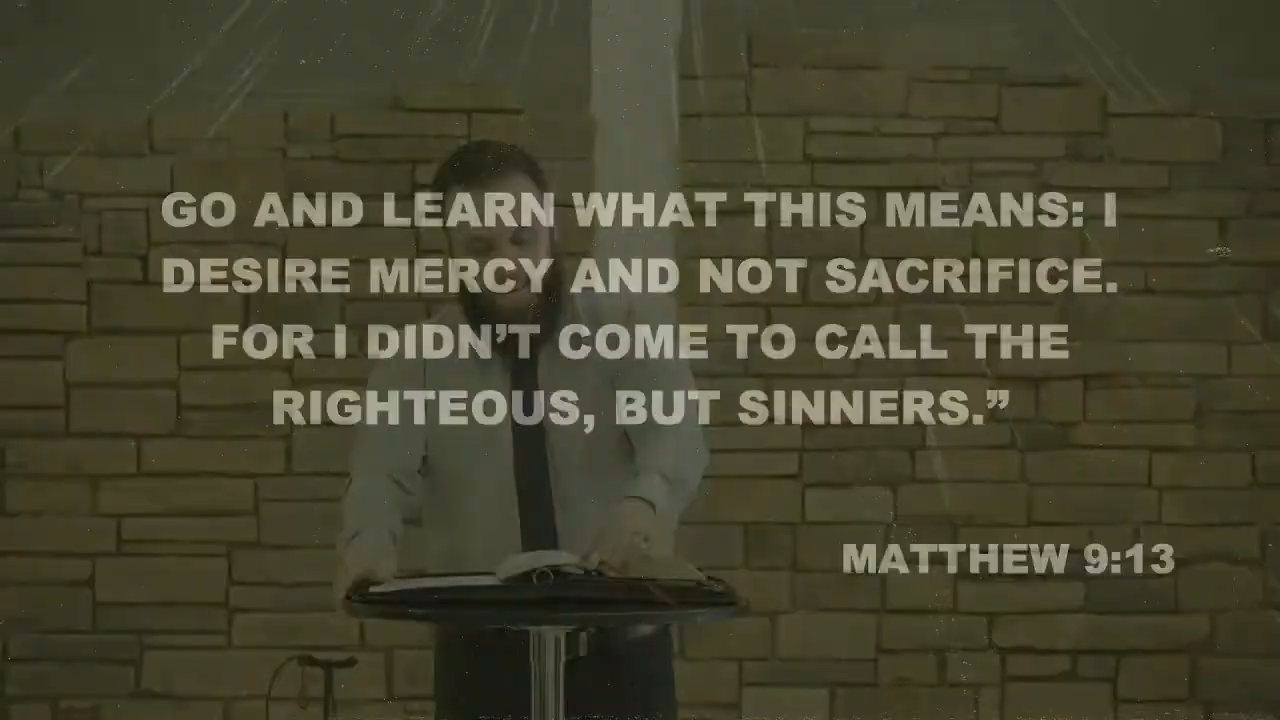 GO AND LEARN WHAT THIS MEANS: I
DESIRE MERCY AND NOT SACRIFICE.
FOR I DIDN’T COME TO CALL THE
RIGHTEOUS, BUT SINNERS.”
MATTHEW 9:13